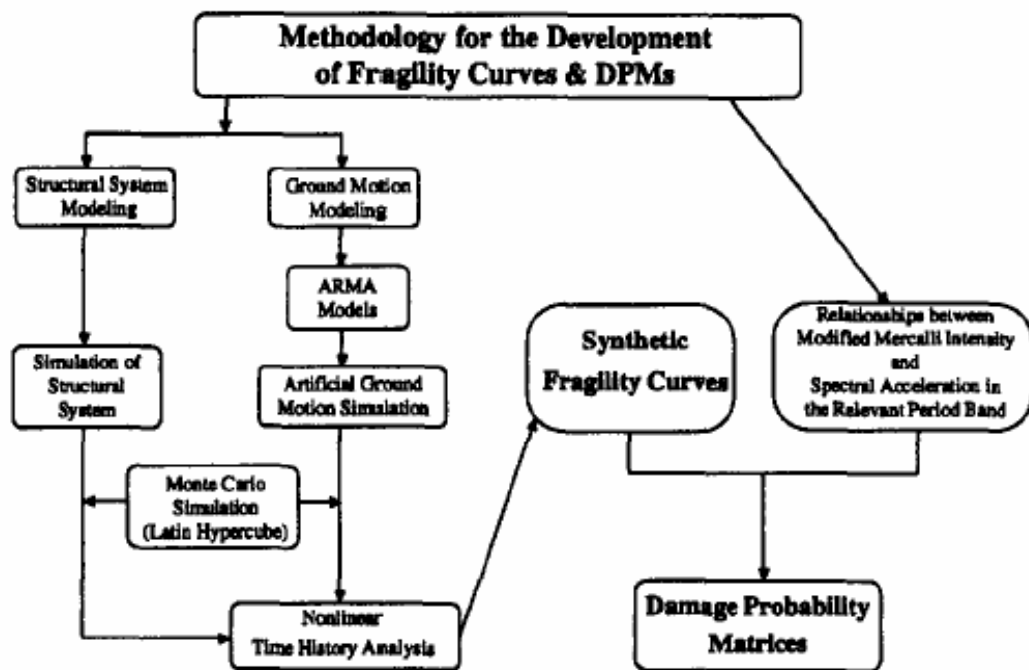 Methodology for the Development
of Fragility Curves & DPMs
Structural System
Modeling
Ground Motion
Modeling
ARMA
Models
Simulation of
Structural
System
Artificial Ground
Motion Simulation
Monte Carlo
Simulation
(Latin Hypercube)
Nonlinear
Time History Analysis
Synthetic
Fragility Curves
Relationships between
Modified Mercalli Intensity
and
Spectral Acceleration in
the Relevant Period Band
Damage Probability
Matrices